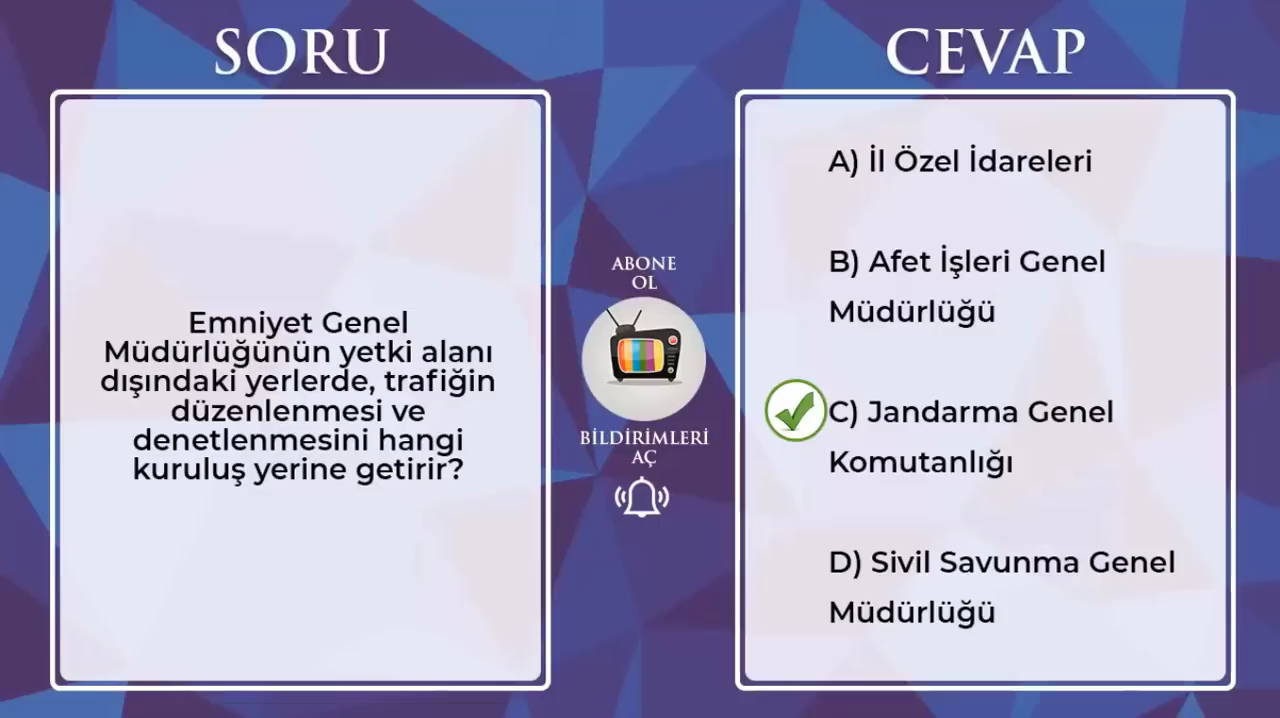 SORU
Emniyet Genel
Müdürlüğünün yetki alanı
dışındaki yerlerde, trafiğin
düzenlenmesi ve
denetlenmesini hangi
kuruluş yerine getirir?
ABONE
OL
BİLDİRİMLERİ
AÇ
CEVAP
A) İl Özel İdareleri
B) Afet İşleri Genel
Müdürlüğü
C) Jandarma Genel
Komutanlığı
D) Sivil Savunma Genel
Müdürlüğü